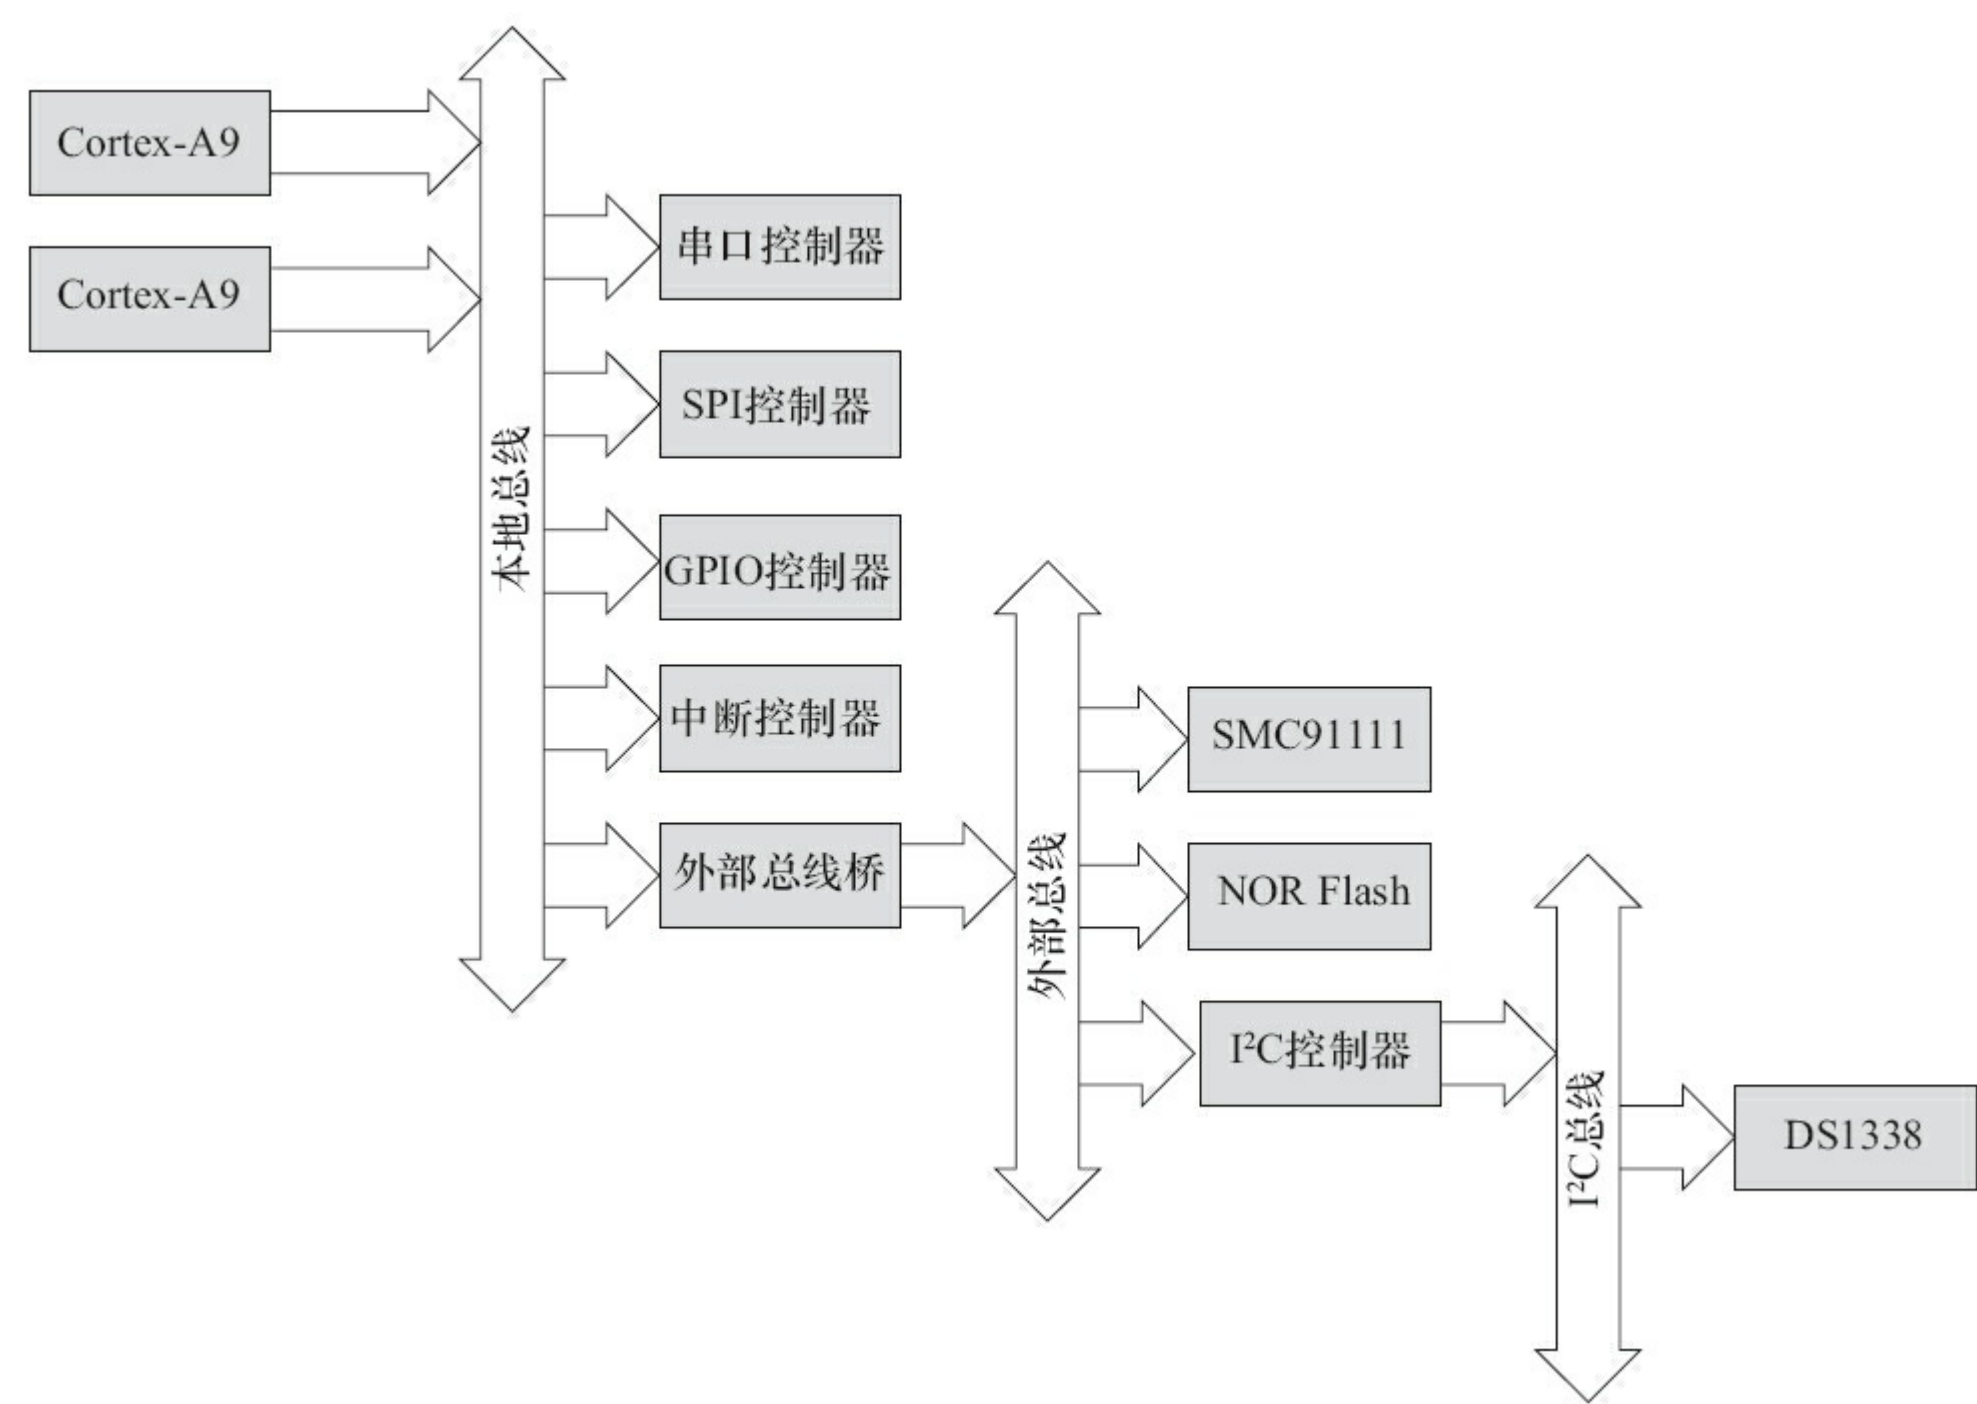 Cortex-A9
Cortex-A9
本地总线
串口控制器
SPI控制器
GPIO控制器
中断控制器
外部总线桥
外部总线
SMC91111
NOR Flash
I²C控制器
I²C总线
DS1338